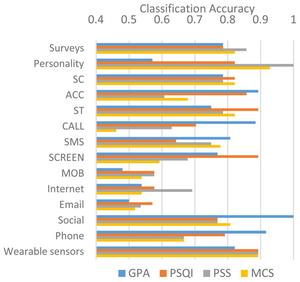 Classification Accuracy
0.4 0.5 0.6 0.7 0.8 0.9 1
Surveys
Personality
SC
ACC
ST
CALL
SMS
SCREEN
MOB
Internet
Email
Social
Phone
Wearable sensors
GPA PSQI PSS MCS